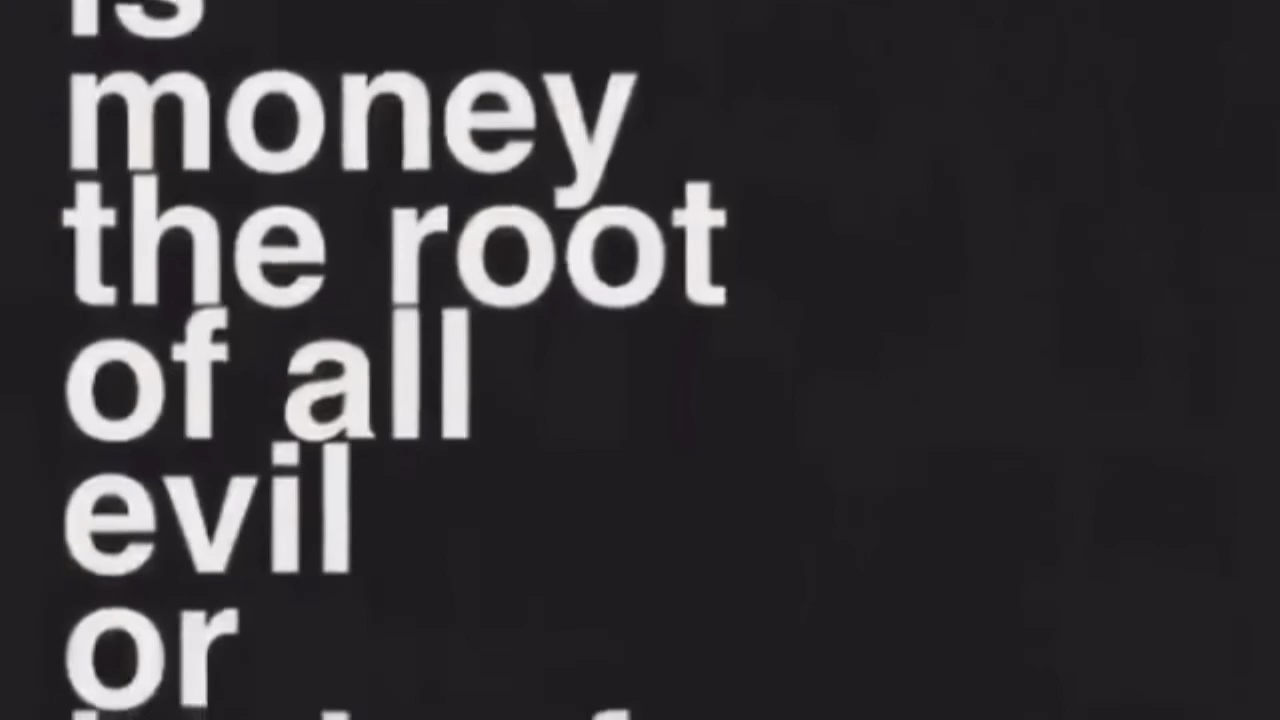 is
money
the root
of all
evil
or